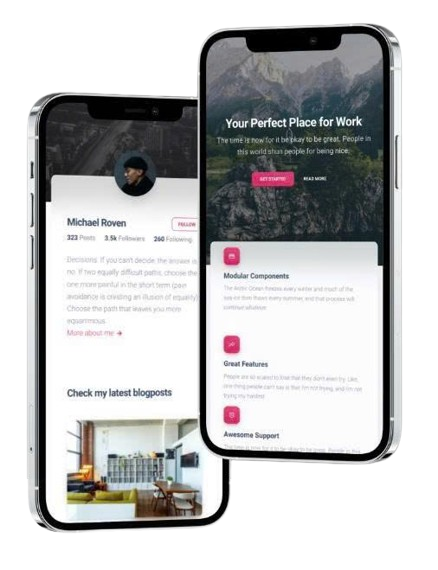 Michael Roven
FOLLOW
323 Posts 3.5k Followers 260 Following
Decisions: If you can't decide, the answer is
no. If two equally difficult paths, choose the
one more painful in the short term (pain
avoidance is creating an illusion of equality).
Choose the path that leaves you more
equanimous.
More about me →
Check my latest blogposts
Your Perfect Place for Work
The time is now for it be okay to be great. People in
this world shun people for being nice.
GET STARTED READ MORE
Modular Components
The Arctic Ocean freezes every winter and much of the
sea-ice then thaws every summer, and that process will
continue whatever
Great Features
People are so scared to lose that they don't even try. Like,
one thing people can't say is that I'm not trying, and I'm not
trying my hardest
Awesome Support